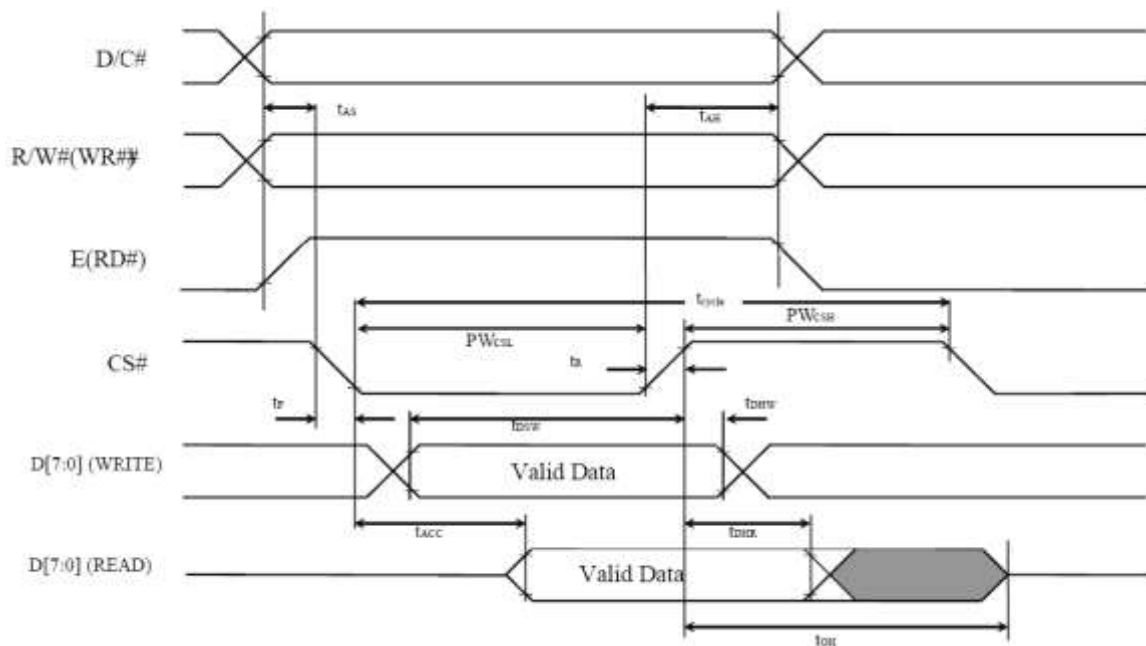 D/C#
tAS
tAH
R/W#(WR##)
E(RD#)
tcycle
PWCSH
PWCSL
CS#
tR
tF
tDSW
tDHW
D[7:0] (WRITE)
Valid Data
tACC
tDHR
D[7:0] (READ)
Valid Data
tOH